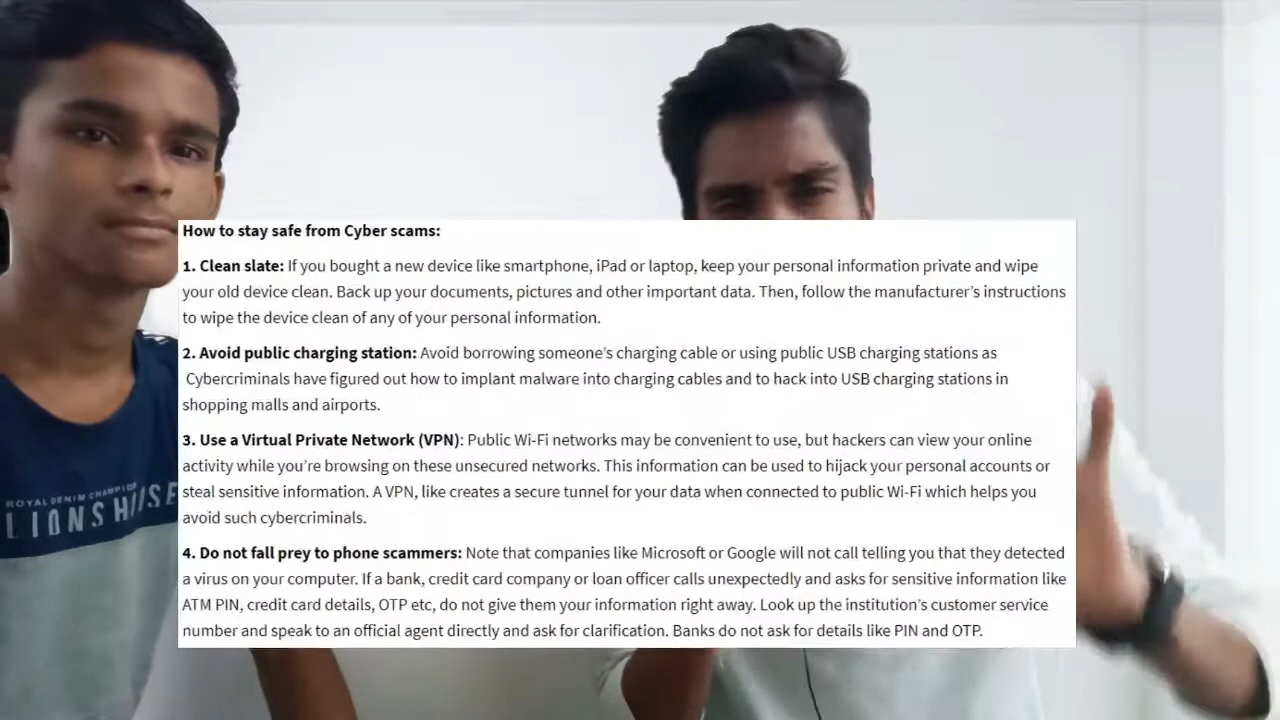 How to stay safe from Cyber scams:
1. Clean slate: If you bought a new device like smartphone, iPad or laptop, keep your personal information private and wipe
your old device clean. Back up your documents, pictures and other important data. Then, follow the manufacturer's instructions
to wipe the device clean of any of your personal information.
2. Avoid public charging station: Avoid borrowing someone's charging cable or using public USB charging stations as
Cybercriminals have figured out how to implant malware into charging cables and to hack into USB charging stations in
shopping malls and airports.
3. Use a Virtual Private Network (VPN): Public Wi-Fi networks may be convenient to use, but hackers can view your online
activity while you're browsing on these unsecured networks. This information can be used to hijack your personal accounts or
steal sensitive information. A VPN, like creates a secure tunnel for your data when connected to public Wi-Fi which helps you
avoid such cybercriminals.
4. Do not fall prey to phone scammers: Note that companies like Microsoft or Google will not call telling you that they detected
a virus on your computer. If a bank, credit card company or loan officer calls unexpectedly and asks for sensitive information like
ATM PIN, credit card details, OTP etc, do not give them your information right away. Look up the institution's customer service
number and speak to an official agent directly and ask for clarification. Banks do not ask for details like PIN and OTP.
ROYAL DENIM CHAMPIO
LIONSHOUSE